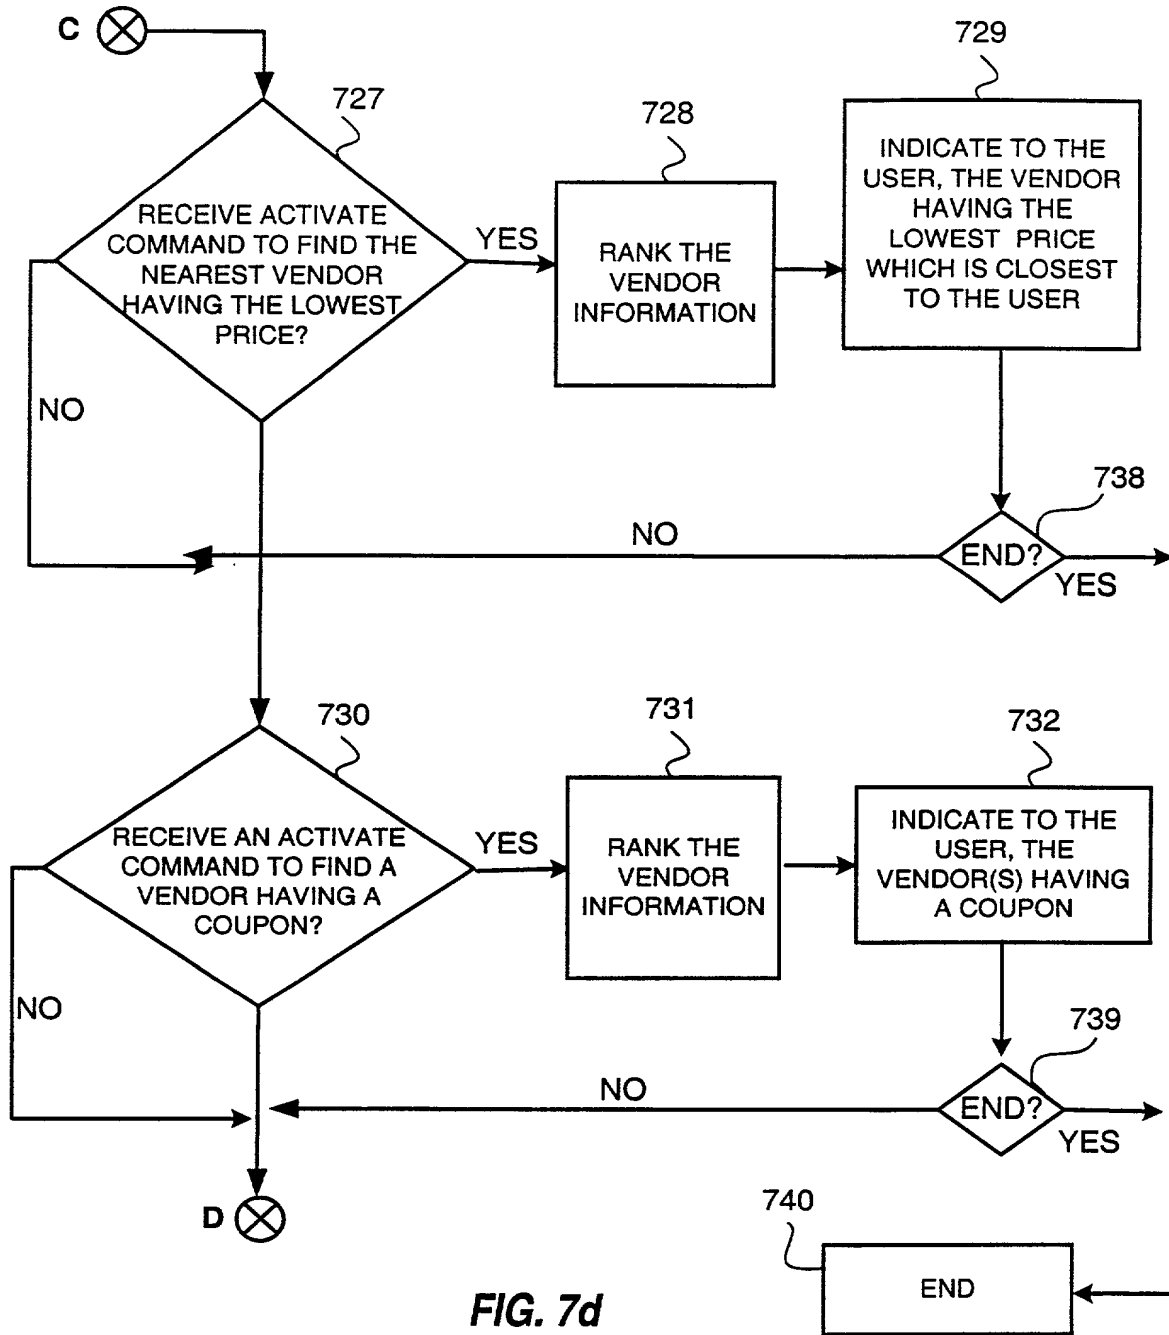 C
727
RECEIVE ACTIVATE
COMMAND TO FIND THE
NEAREST VENDOR
HAVING THE LOWEST
PRICE?
YES
NO
728
RANK THE
VENDOR
INFORMATION
729
INDICATE TO THE
USER, THE VENDOR
HAVING THE
LOWEST PRICE
WHICH IS CLOSEST
TO THE USER
738
END?
NO
YES
730
RECEIVE AN ACTIVATE
COMMAND TO FIND A
VENDOR HAVING A
COUPON?
YES
NO
731
RANK THE
VENDOR
INFORMATION
732
INDICATE TO THE
USER, THE
VENDOR(S) HAVING
A COUPON
739
END?
NO
YES
D
740
END
FIG. 7d